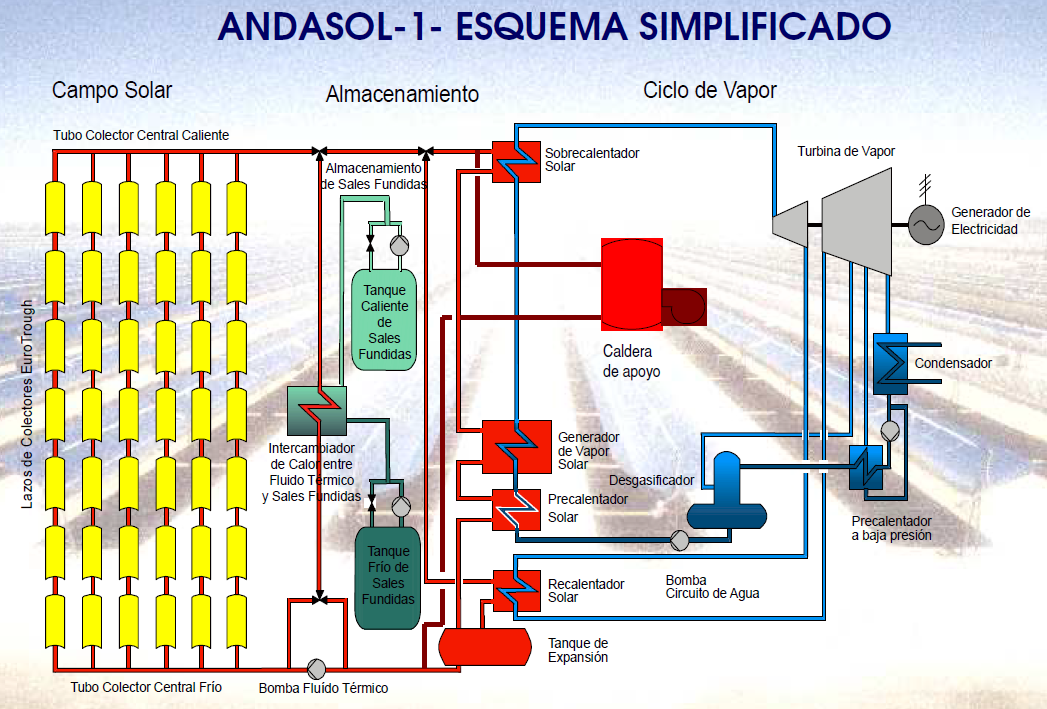 ANDASOL-1- ESQUEMA SIMPLIFICADO
Campo Solar
Almacenamiento
Ciclo de Vapor
Tubo Colector Central Caliente
Almacenamiento
de Sales Fundidas
Sobrecalentador
Solar
Turbina de Vapor
Generador de
Electricidad
Tanque
Caliente
de
Sales
Fundidas
Lazos de Colectores EuroTrough
Caldera
de apoyo
Condensador
Intercambiador
de Calor entre
Fluido Térmico
y Sales Fundidas
Generador
de Vapor
Solar
Desgasificador
Precalentador
Solar
Precalentador
a baja presión
Tanque
Frío de
Sales
Fundidas
Recalentador
Solar
Bomba
Circuito de Agua
Tanque de
Expansión
Tubo Colector Central Frío
Bomba Fluído Térmico